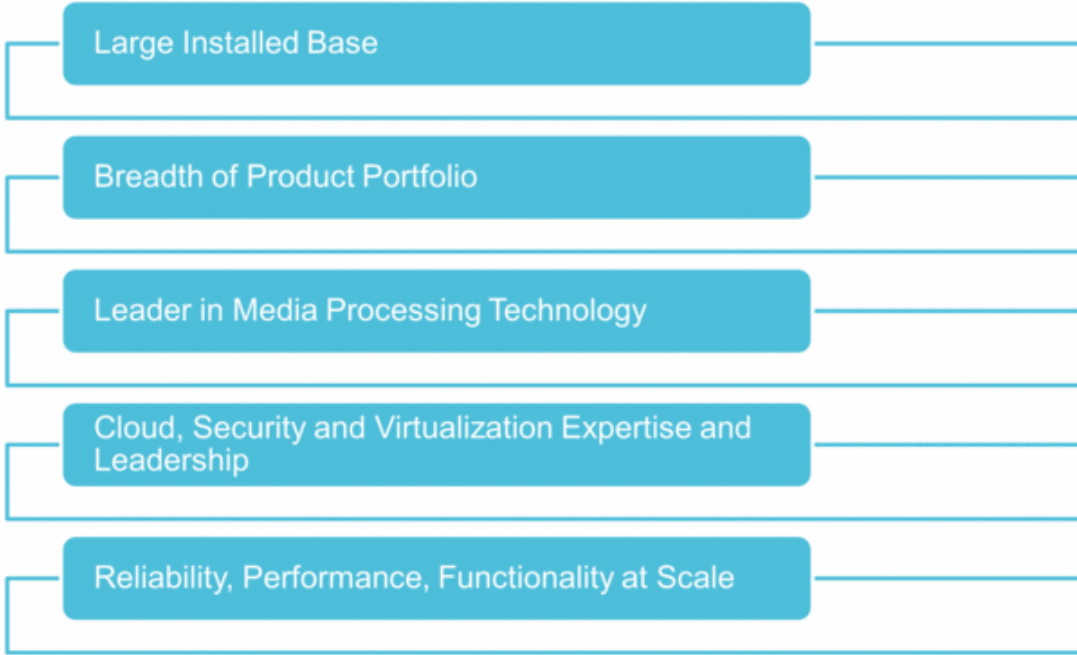 Large Installed Base
Breadth of Product Portfolio
Leader in Media Processing Technology
Cloud, Security and Virtualization Expertise and
Leadership
Reliability, Performance, Functionality at Scale